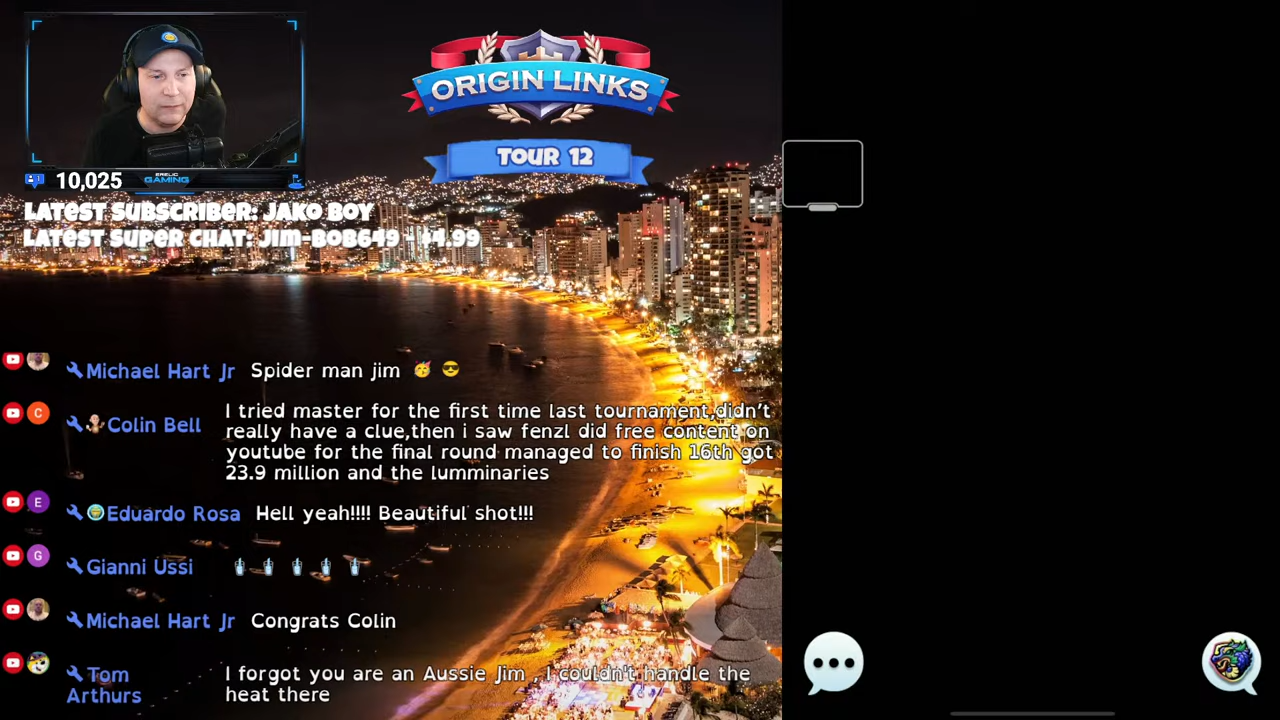 ORIGIN LINKS
TOUR 12
10,025
ERELIC
GAMING
LATEST SUBSCRIBER: JAKO BOY
LATEST SUPER CHAT: JIM-BOB649 $4.99
Michael Hart Jr Spider man jim 🥳 😎
C
Colin Bell I tried master for the first time last tournament,didn't
really have a clue,then i saw fenzl did free content on
youtube for the final round managed to finish 16th got
23.9 million and the lumminaries
E
Eduardo Rosa Hell yeah!!!! Beautiful shot!!!
G
Gianni Ussi
Michael Hart Jr Congrats Colin
Tom Arthurs I forgot you are an Aussie Jim , I couldn't handle the
heat there